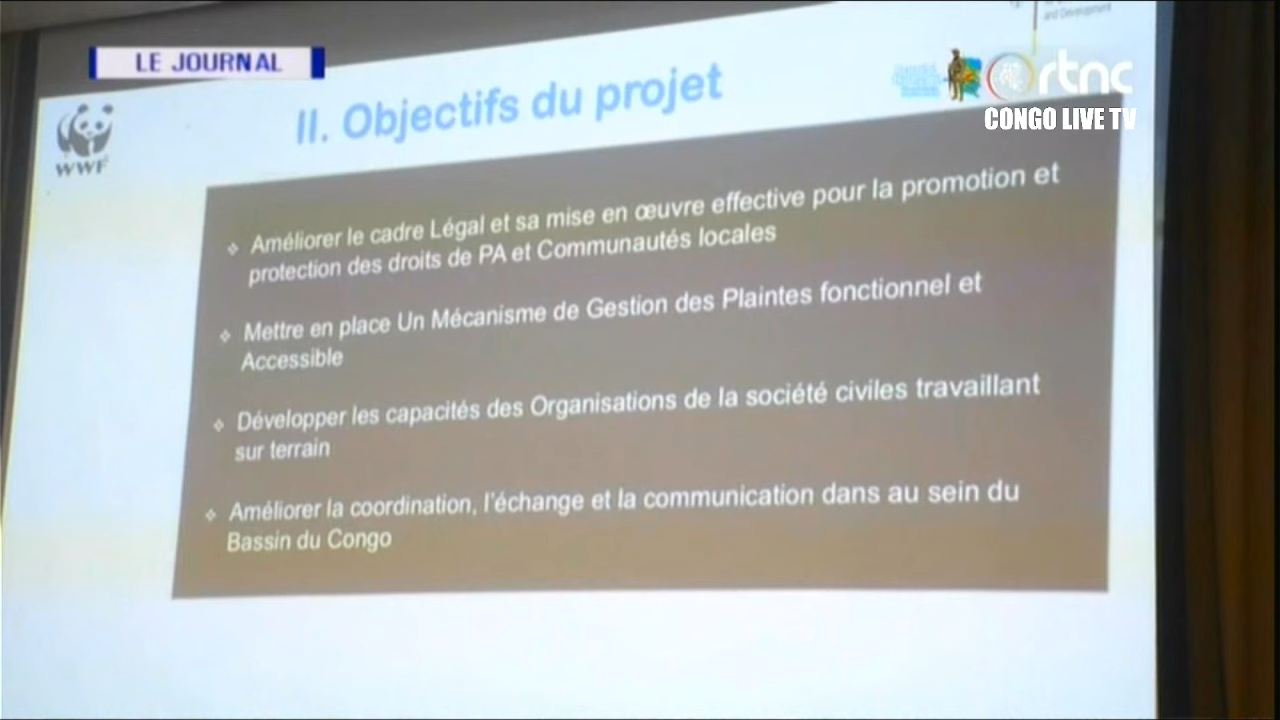 and Development
LE JOURNAL
rtnc
CONGO LIVE TV
WWF
II. Objectifs du projet
❖ Améliorer le cadre Légal et sa mise en œuvre effective pour la promotion et
protection des droits de PA et Communautés locales
❖ Mettre en place Un Mécanisme de Gestion des Plaintes fonctionnel et
Accessible
❖ Développer les capacités des Organisations de la société civiles travaillant
sur terrain
❖ Améliorer la coordination, l'échange et la communication dans au sein du
Bassin du Congo